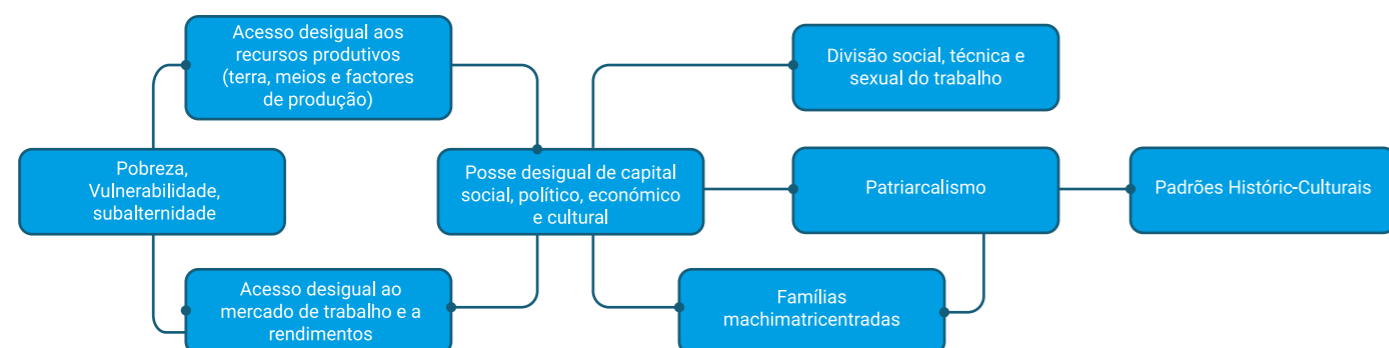 Acesso desigual aos
recursos produtivos
(terra, meios e factores
de produção)
Divisão social, técnica e
sexual do trabalho
Pobreza,
Vulnerabilidade,
subalternidade
Posse desigual de capital
social, político, económico
e cultural
Patriarcalismo
Padrões Históric-Culturais
Acesso desigual ao
mercado de trabalho e a
rendimentos
Famílias
machimatricentradas